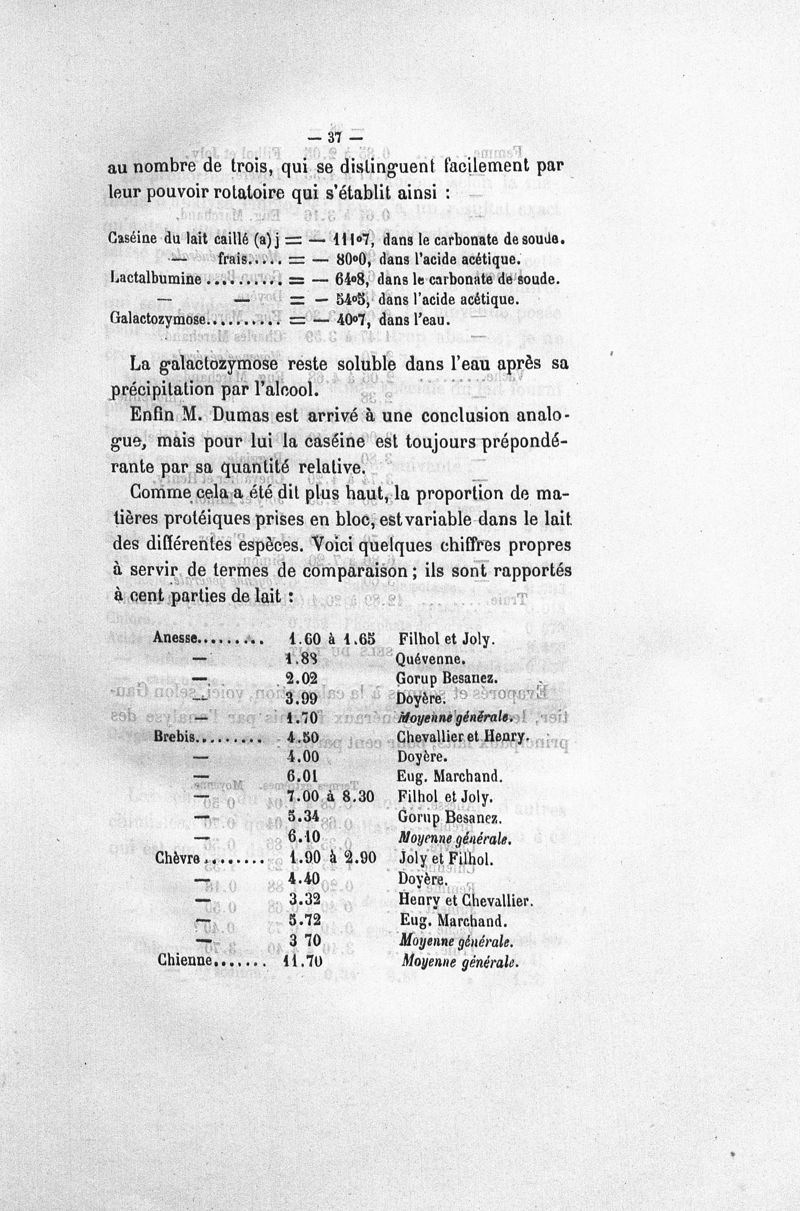 — 37 —
au nombre de trois, qui se distinguent facilement par
leur pouvoir rotatoire qui s'établit ainsi :
Caséine du lait caillé (a) j = — 111°7, dans le carbonate de soude.
— frais..... = — 80°0, dans l'acide acétique.
Lactalbumine .......... = — 64°8, dans le carbonate de soude.
— — = — 54°5, dans l'acide acétique.
Galactozymose.......... = — 40°7, dans l'eau.
La galactozymose reste soluble dans l'eau après sa
précipitation par l'alcool.
Enfin M. Dumas est arrivé à une conclusion analo-
gue, mais pour lui la caséine est toujours prépondé-
rante par sa quantité relative.
Comme cela a été dit plus haut, la proportion de ma-
tières protéiques prises en bloc, est variable dans le lait
des différentes espèces. Voici quelques chiffres propres
à servir de termes de comparaison ; ils sont rapportés
à cent parties de lait :
Anesse......... 1.60 à 1.65 Filhol et Joly.
— 1.88 Quévenne.
— 2.02 Gorup Besanez.
— 3.99 Doyère.
— 1.70 Moyenne générale.
Brebis......... 4.50 Chevallier et Henry.
— 4.00 Doyère.
— 6.01 Eug. Marchand.
— 7.00 à 8.30 Filhol et Joly.
— 5.34 Gorup Besanez.
— 6.10 Moyenne générale.
Chèvre ........ 1.90 à 2.90 Joly et Filhol.
— 4.40 Doyère.
— 3.32 Henry et Chevallier.
— 5.72 Eug. Marchand.
— 3 70 Moyenne générale.
Chienne....... 11.70 Moyenne générale.